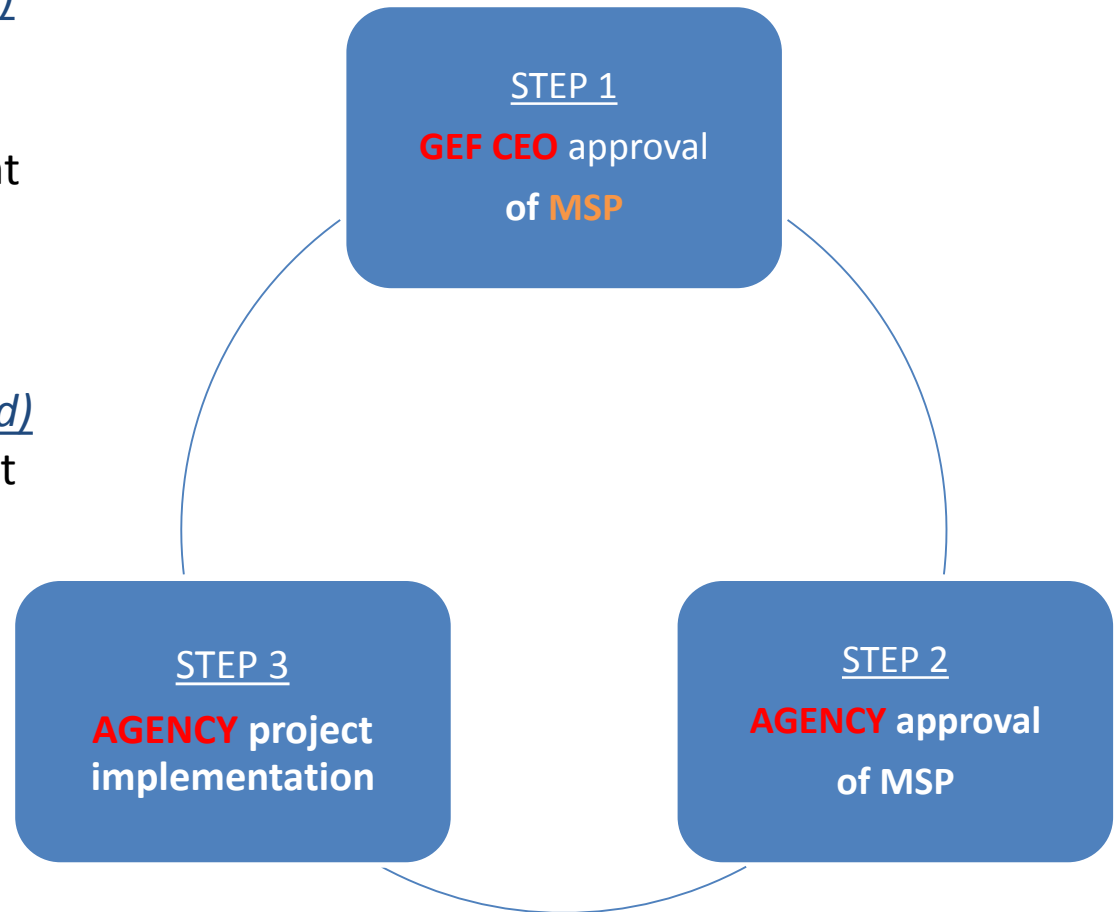 STEP 1
GEF CEO approval
of MSP
d)
t
STEP 3
AGENCY project
implementation
STEP 2
AGENCY approval
of MSP